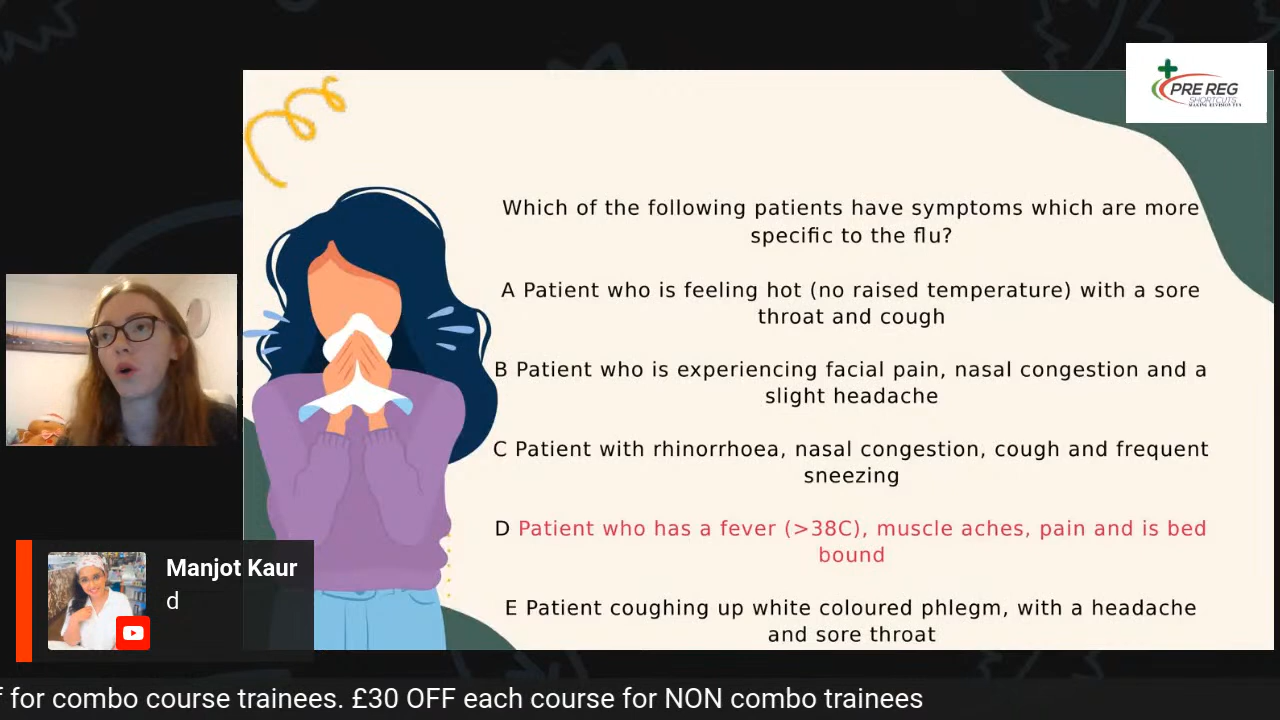 PRE REG
SHORTCUTS
MAKING REVISION FUN
Which of the following patients have symptoms which are more
specific to the flu?
A Patient who is feeling hot (no raised temperature) with a sore
throat and cough
B Patient who is experiencing facial pain, nasal congestion and a
slight headache
C Patient with rhinorrhoea, nasal congestion, cough and frequent
sneezing
D Patient who has a fever (>38C), muscle aches, pain and is bed
bound
E Patient coughing up white coloured phlegm, with a headache
and sore throat
Manjot Kaur
d
for combo course trainees. £30 OFF each course for NON combo trainees